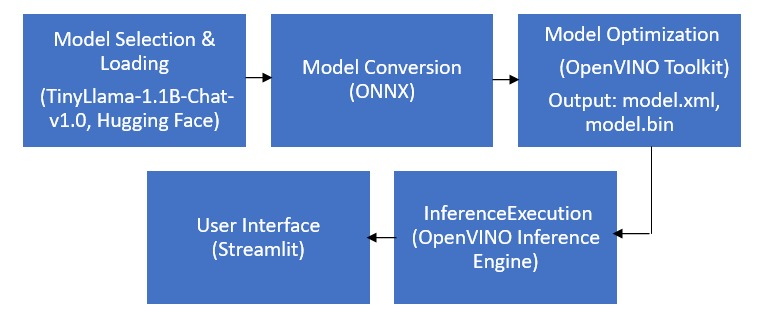 Model Selection &
Loading
(TinyLlama-1.1B-Chat-
v1.0, Hugging Face)
Model Conversion
(ONNX)
Model Optimization
(OpenVINO Toolkit)
Output: model.xml,
model.bin
User Interface
(Streamlit)
InferenceExecution
(OpenVINO Inference
Engine)